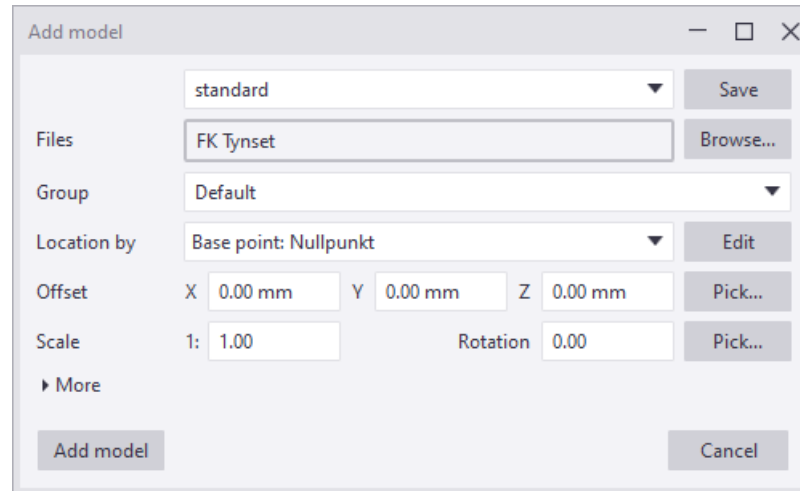 Add model
standard Save
Files FK Tynset Browse...
Group Default
Location by Base point: Nullpunkt Edit
Offset X 0.00 mm Y 0.00 mm Z 0.00 mm Pick...
Scale 1: 1.00 Rotation 0.00 Pick...
More
Add model Cancel